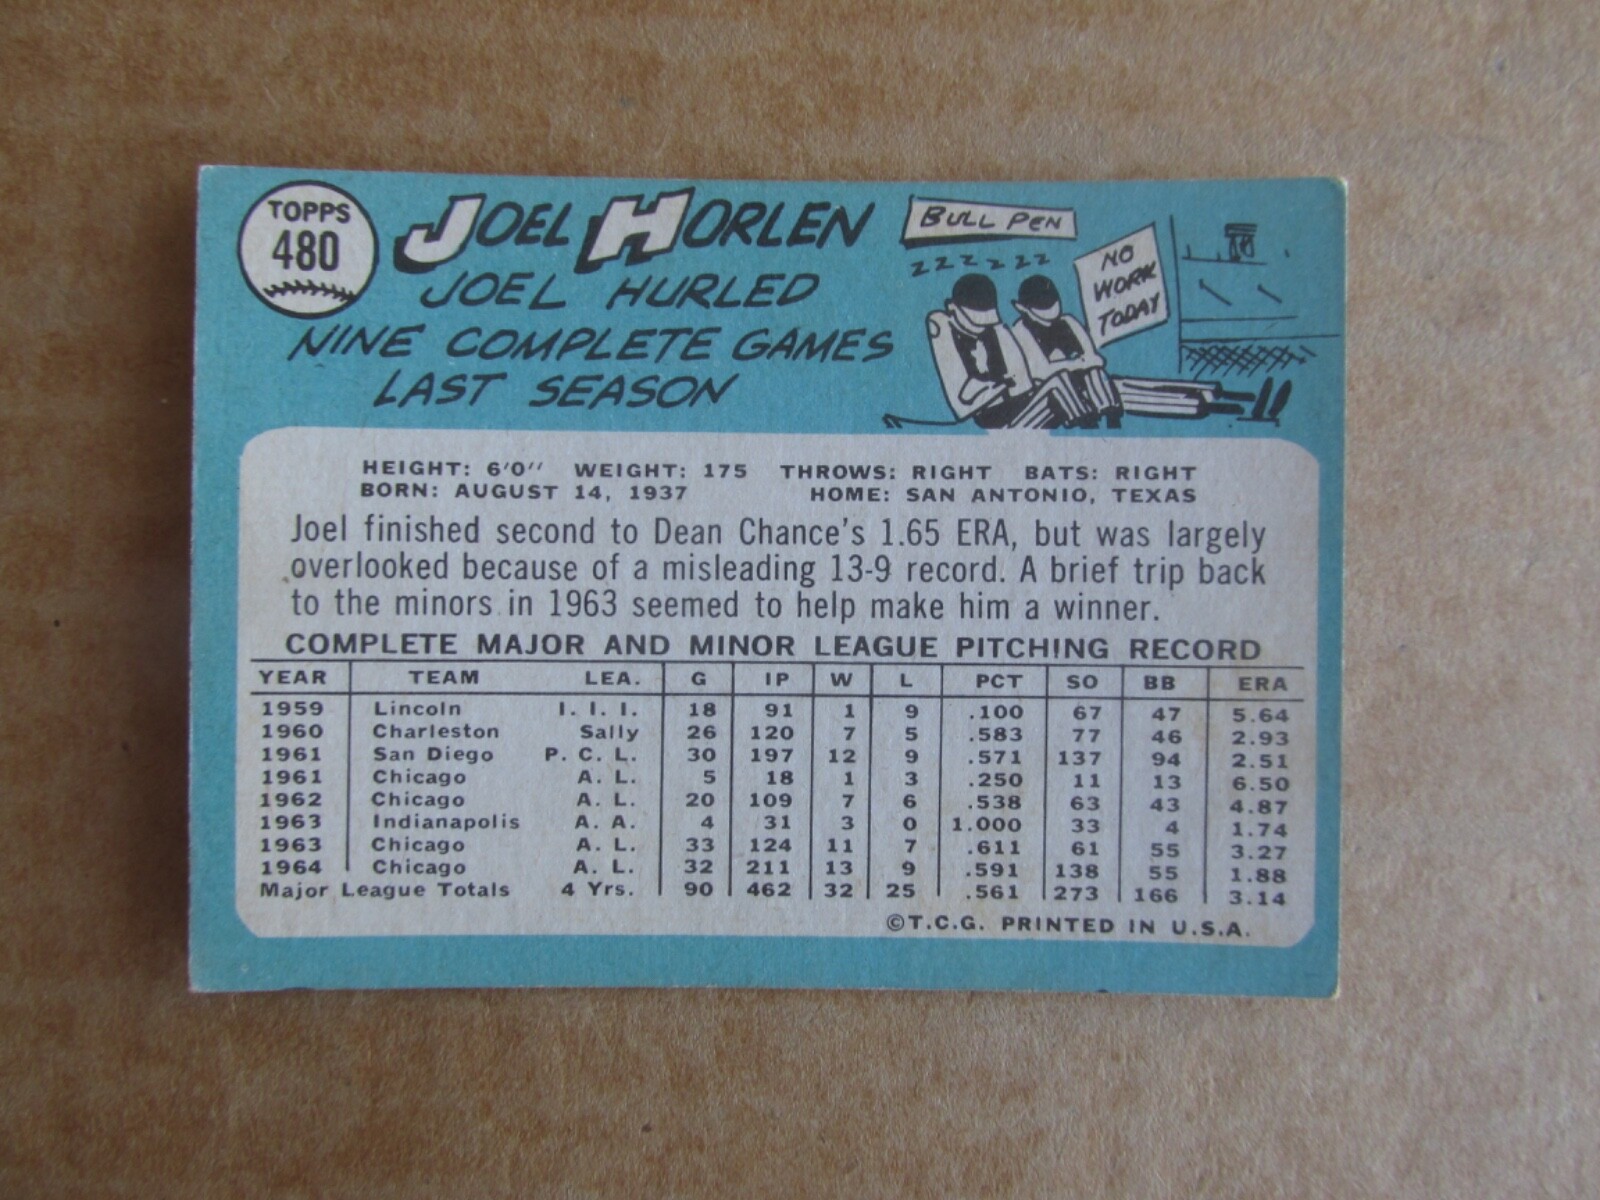 TOPPS
480
JOEL HORLEN
JOEL HURLED
NINE COMPLETE GAMES
LAST SEASON
BULL PEN
ZZZZZZ
NO
WORK
TODAY
HEIGHT: 6'0" WEIGHT: 175 THROWS: RIGHT BATS: RIGHT
BORN: AUGUST 14, 1937 HOME: SAN ANTONIO, TEXAS
Joel finished second to Dean Chance's 1.65 ERA, but was largely
overlooked because of a misleading 13-9 record. A brief trip back
to the minors in 1963 seemed to help make him a winner.
COMPLETE MAJOR AND MINOR LEAGUE PITCHING RECORD
YEAR TEAM LEA. G IP W L PCT SO BB ERA
1959 Lincoln I. I. I. 18 91 1 9 .100 67 47 5.64
1960 Charleston Sally 26 120 7 5 .583 77 46 2.93
1961 San Diego P. C. L. 30 197 12 9 .571 137 94 2.51
1961 Chicago A. L. 5 18 1 3 .250 11 13 6.50
1962 Chicago A. L. 20 109 7 6 .538 63 43 4.87
1963 Indianapolis A. A. 4 31 3 0 1.000 33 4 1.74
1963 Chicago A. L. 33 124 11 7 .611 61 55 3.27
1964 Chicago A. L. 32 211 13 9 .591 138 55 1.88
Major League Totals 4 Yrs. 90 462 32 25 .561 273 166 3.14
©T.C.G. PRINTED IN U.S.A.